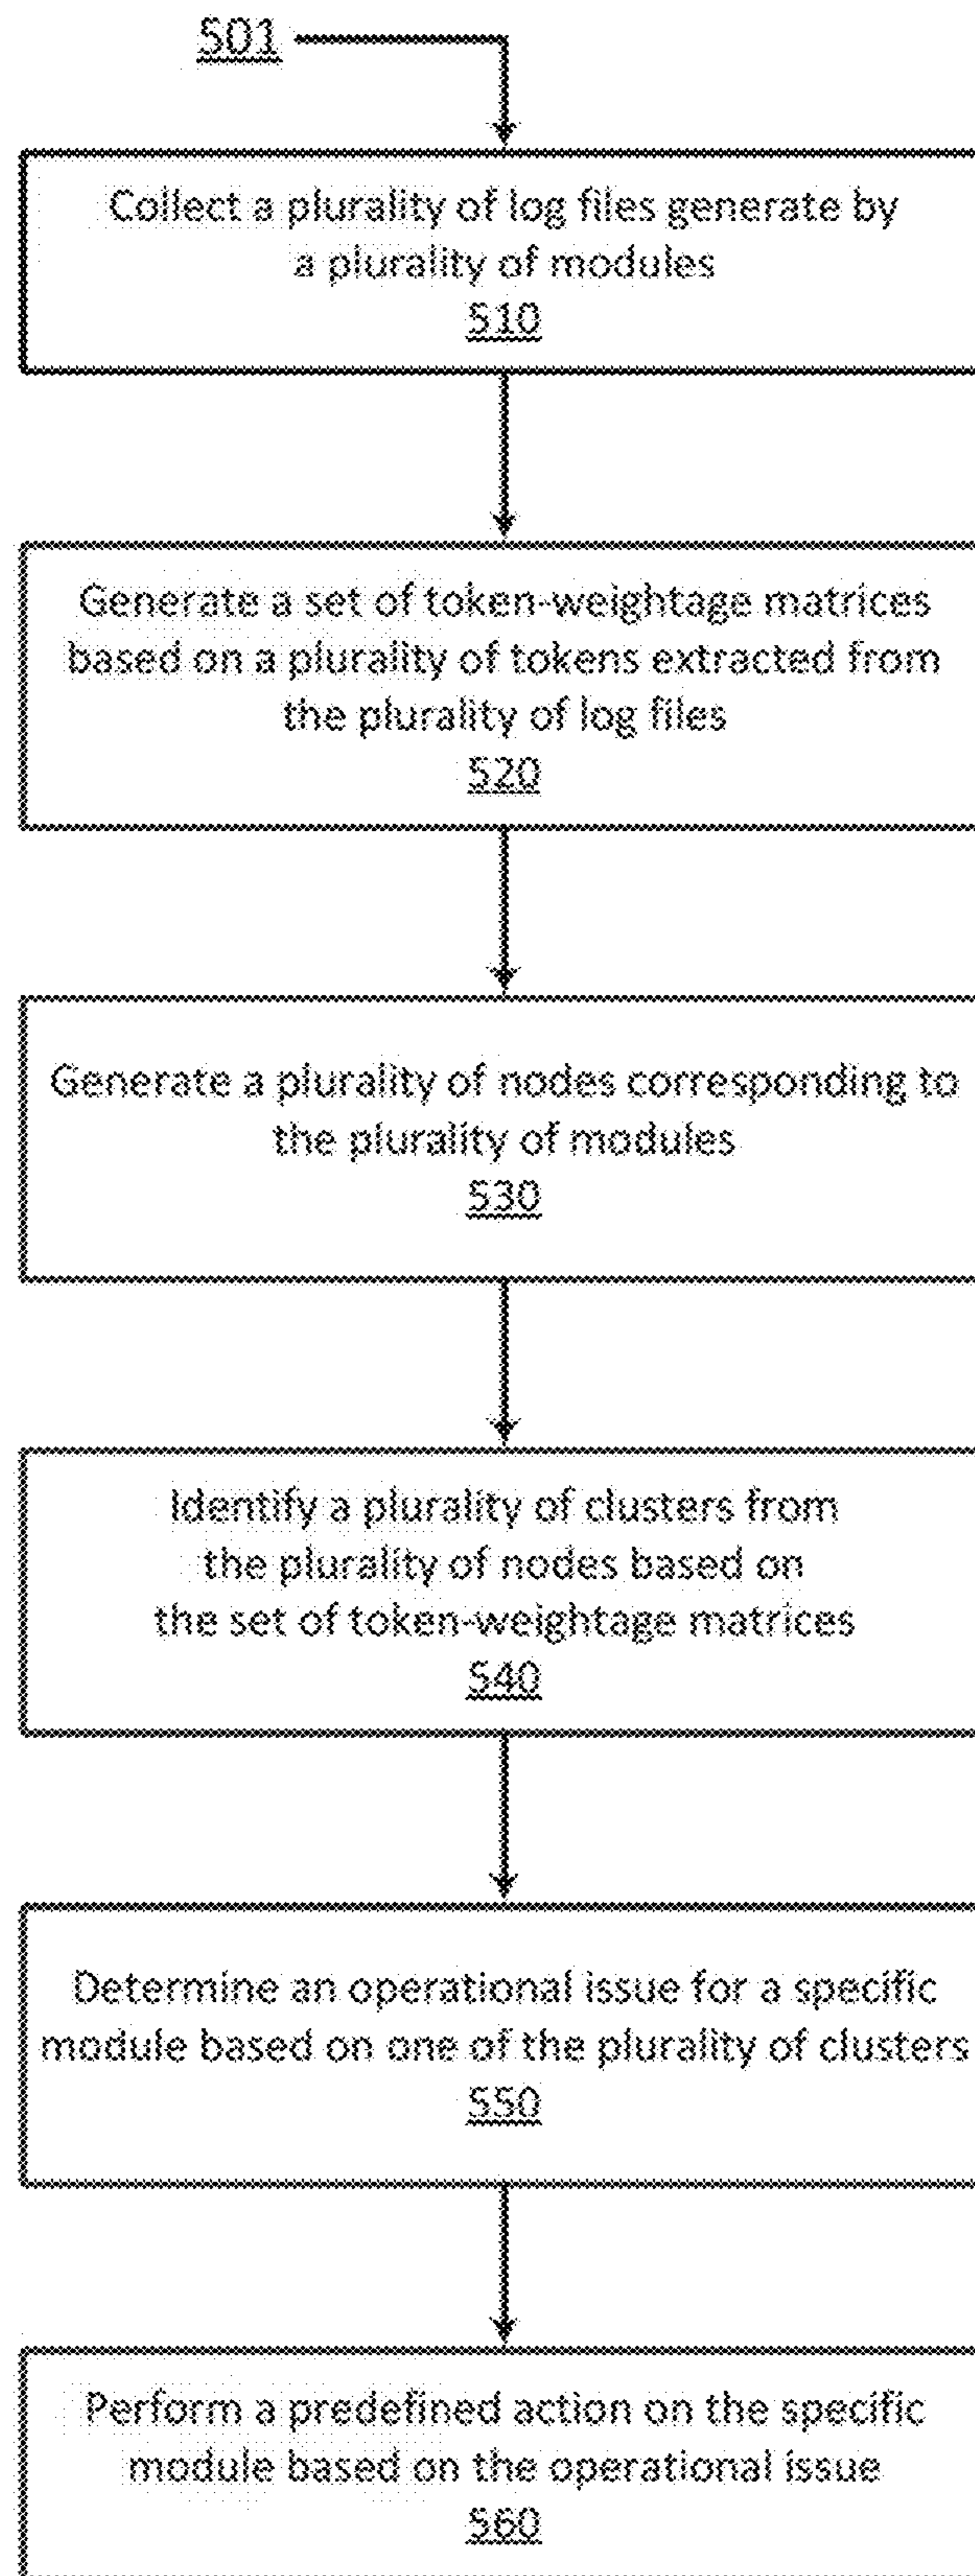 501
Collect a plurality of log files generate by
a plurality of modules
510
Generate a set of token-weightage matrices
based on a plurality of tokens extracted from
the plurality of log files
520
Generate a plurality of nodes corresponding to
the plurality of modules
530
Identify a plurality of clusters from
the plurality of nodes based on
the set of token-weightage matrices
540
Determine an operational issue for a specific
module based on one of the plurality of clusters
550
Perform a predefined action on the specific
module based on the operational issue
560